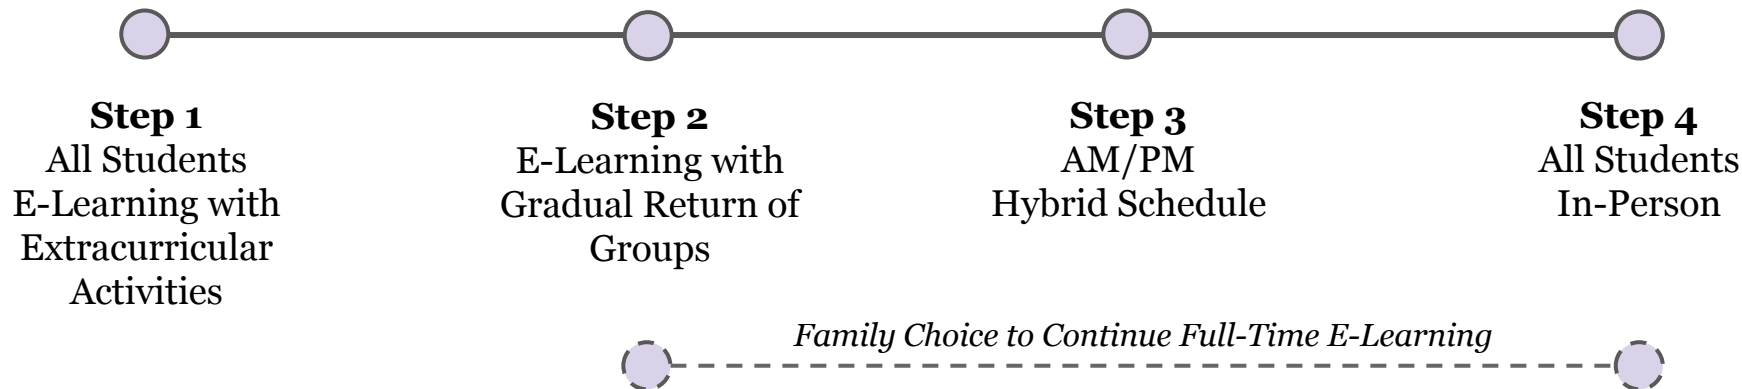 Step 1
All Students
E-Learning with
Extracurricular
Activities
Step 2
E-Learning with
Gradual Return of
Groups
Step 3
AM/PM
Hybrid Schedule
Step 4
All Students
In-Person
Family Choice to Continue Full-Time E-Learning